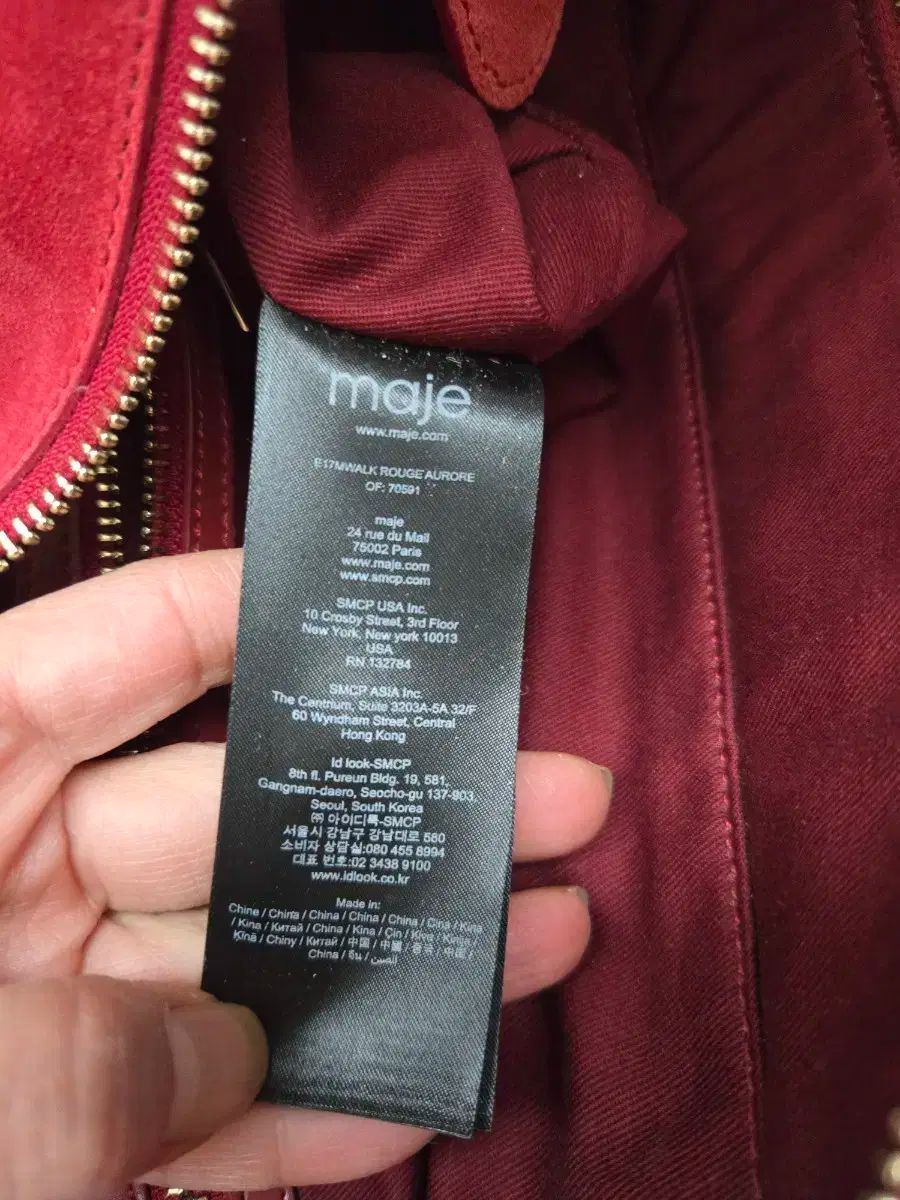 maje
www.maje.com
E17MWALK ROUGE AURORE
OF: 70591
maje
24 rue du Mail
75002 Paris
www.maje.com
www.smcp.com
SMCP USA Inc.
10 Crosby Street, 3rd Floor
New York, New york 10013
USA
RN 132784
SMCP ASIA Inc.
The Centrium, Suite 3203A-5A 32/F
60 Wyndham Street, Central
Hong Kong
Id look-SMCP
8th fl. Pureun Bldg. 19, 581,
Gangnam-daero, Seocho-gu 137-903,
Seoul, South Korea
㈜ 아이디룩-SMCP
서울시 강남구 강남대로 580
소비자 상담실:080 455 8994
대표 번호:02 3438 9100
www.idlook.co.kr
Made in:
China / China / China / China / China / Cina / Kina
/ Kina / Китай / China / Kina / Çin / Kina / /
Ķīnā / Chiny / Китай / 中国 / 中國 / 중국 / 中国 /
China / จีน / الصين